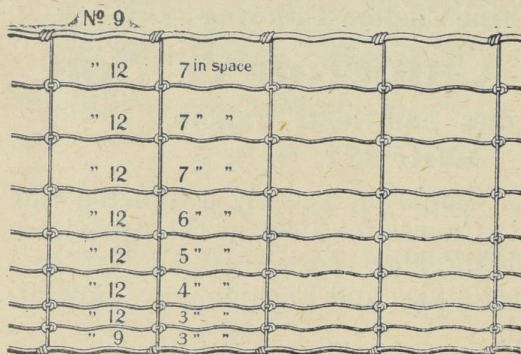 Nº 9
" 12 7 in space
" 12 7 " "
" 12 7 " "
" 12 6 " "
" 12 5 " "
" 12 4 " "
" 12 3 " "
" 9 3 " "